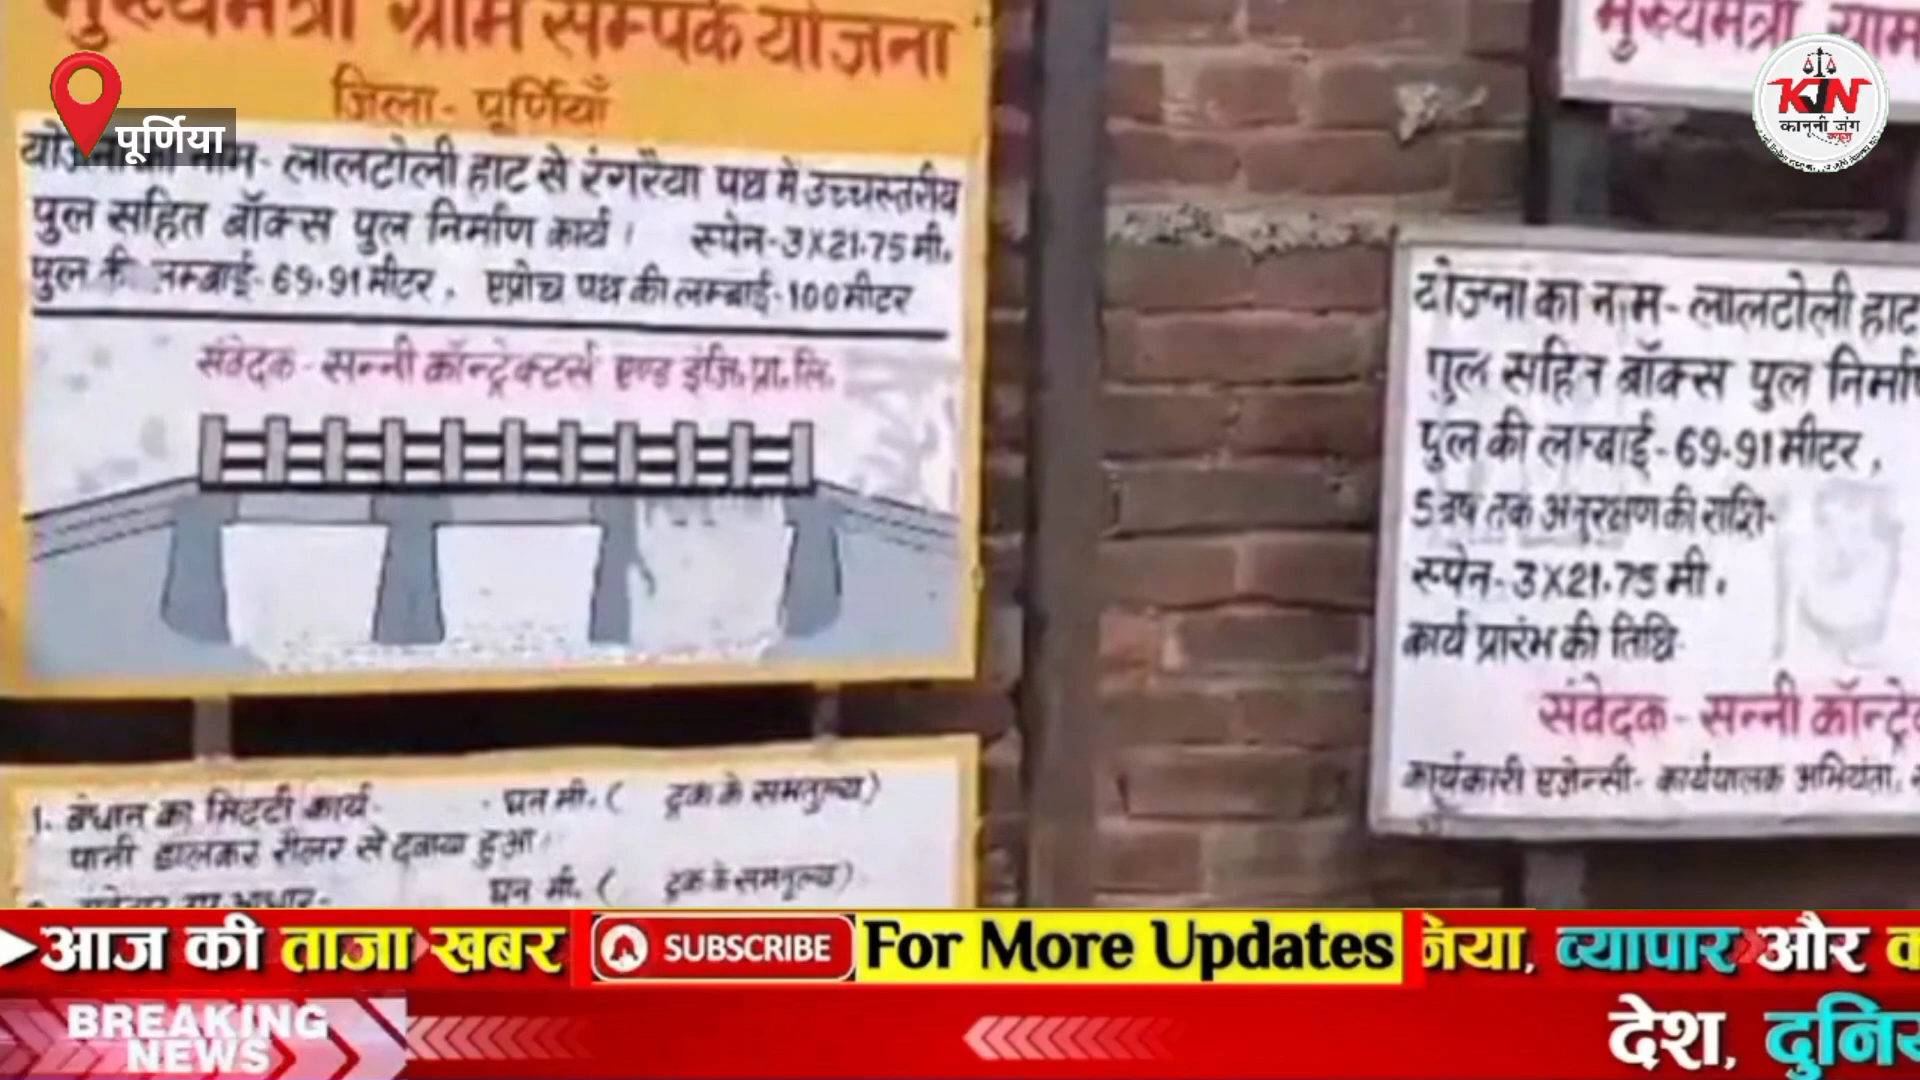 मुख्यमंत्री ग्राम सम्पर्क योजना
जिला - पूर्णियाँ
पूर्णिया
योजना का नाम - लालटोली हाट से रंगरैया पथ में उच्चस्तरीय
पुल सहित बॉक्स पुल निर्माण कार्य । स्पेन-3X21.75 मी.
पुल की लम्बाई- 69.91 मीटर , एप्रोच पथ की लम्बाई-100मीटर
संवेदक - सन्नी कॉन्ट्रेक्टर्स एण्ड इंजि. प्रा. लि.
1. बंधान का मिट्टी कार्य- घन मी. ( ट्रक के समतुल्य)
पानी डालकर रोलर से दबाया हुआ
घन मी. ( ट्रक के समतुल्य)
मुख्यमंत्री ग्राम
KJN
कानूनी जंग
न्यूज़
योजना का नाम - लालटोली हाट
पुल सहित बॉक्स पुल निर्मा
पुल की लम्बाई - 69.91 मीटर ,
5 वर्ष तक अनुरक्षण की राशि-
स्पेन- 3X21.75 मी .
कार्य प्रारंभ की तिथि-
संवेदक - सन्नी कॉन्ट्रे
कार्यकारी एजेन्सी- कार्यपालक अभियंता,
आज की ताजा खबर SUBSCRIBE For More Updates निया, व्यापार और
BREAKING
NEWS
देश, दुनिय